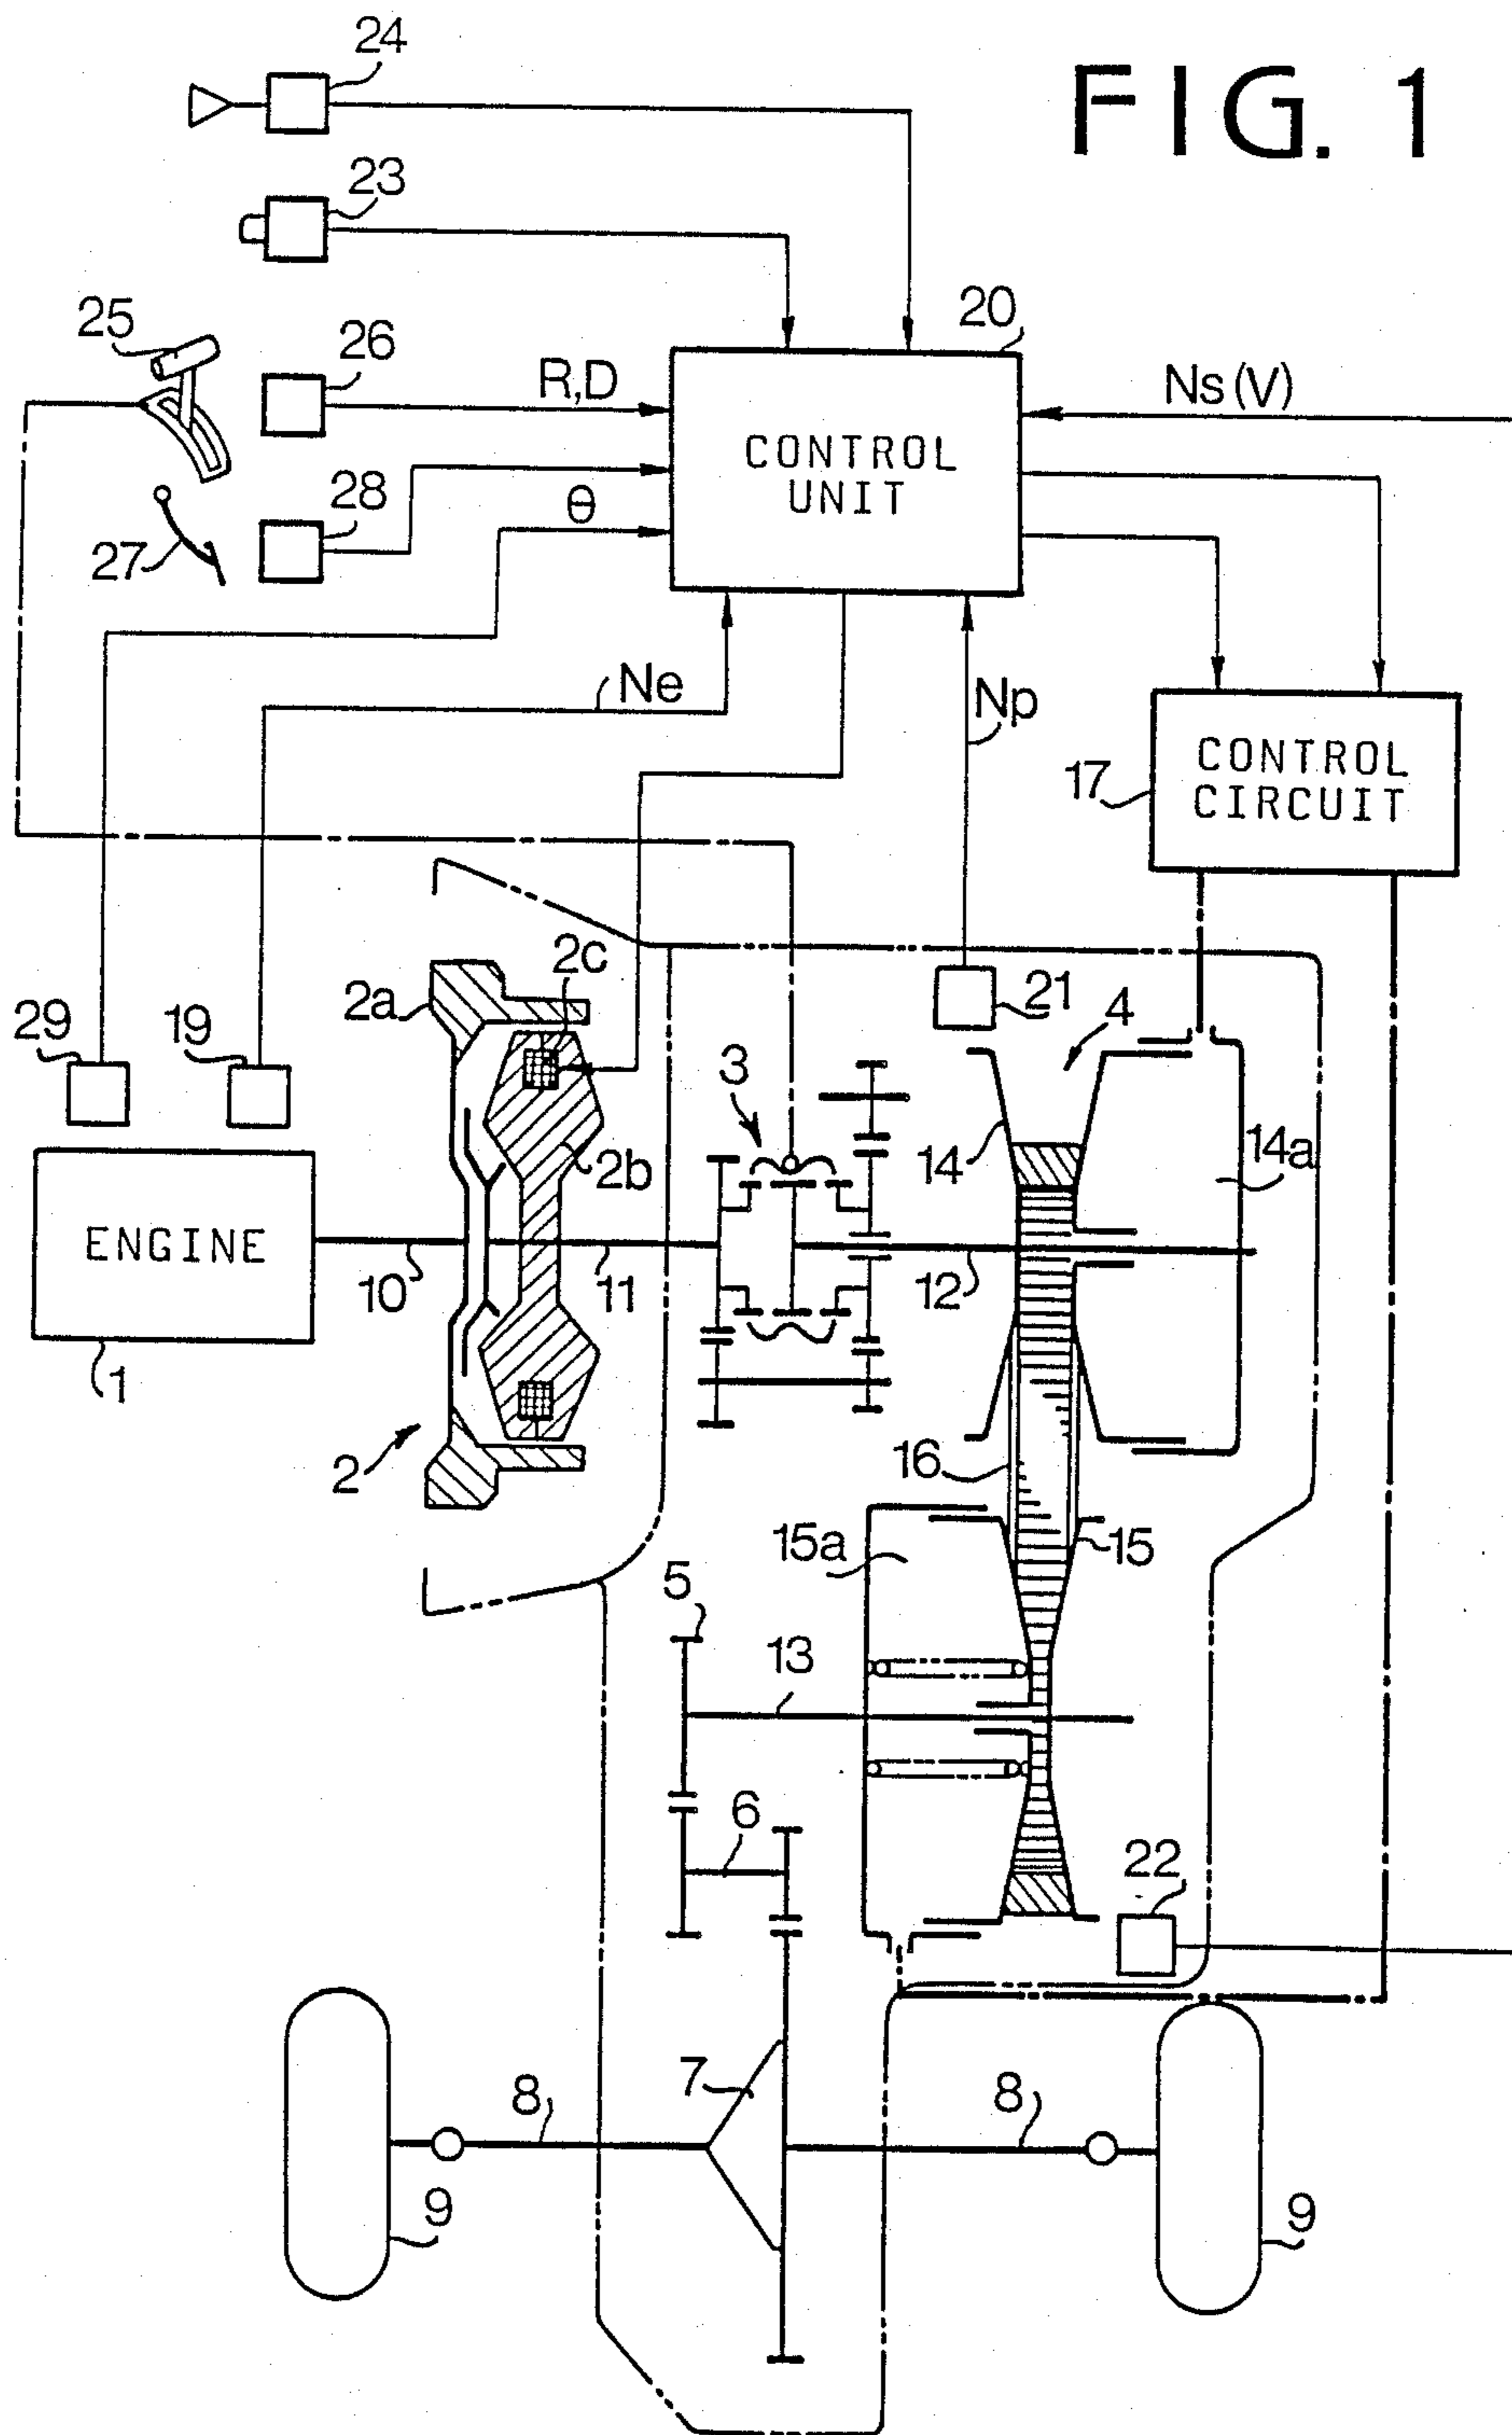 FIG. 1
24
23
25
26
R,D
20
Ns (V)
CONTROL
UNIT
28
θ
27
Ne
Np
17
CONTROL
CIRCUIT
2c
2a
21
4
29
19
3
14
14a
2b
ENGINE
10
11
12
1
2
16
15a
15
5
13
6
22
7
8
8
9
9